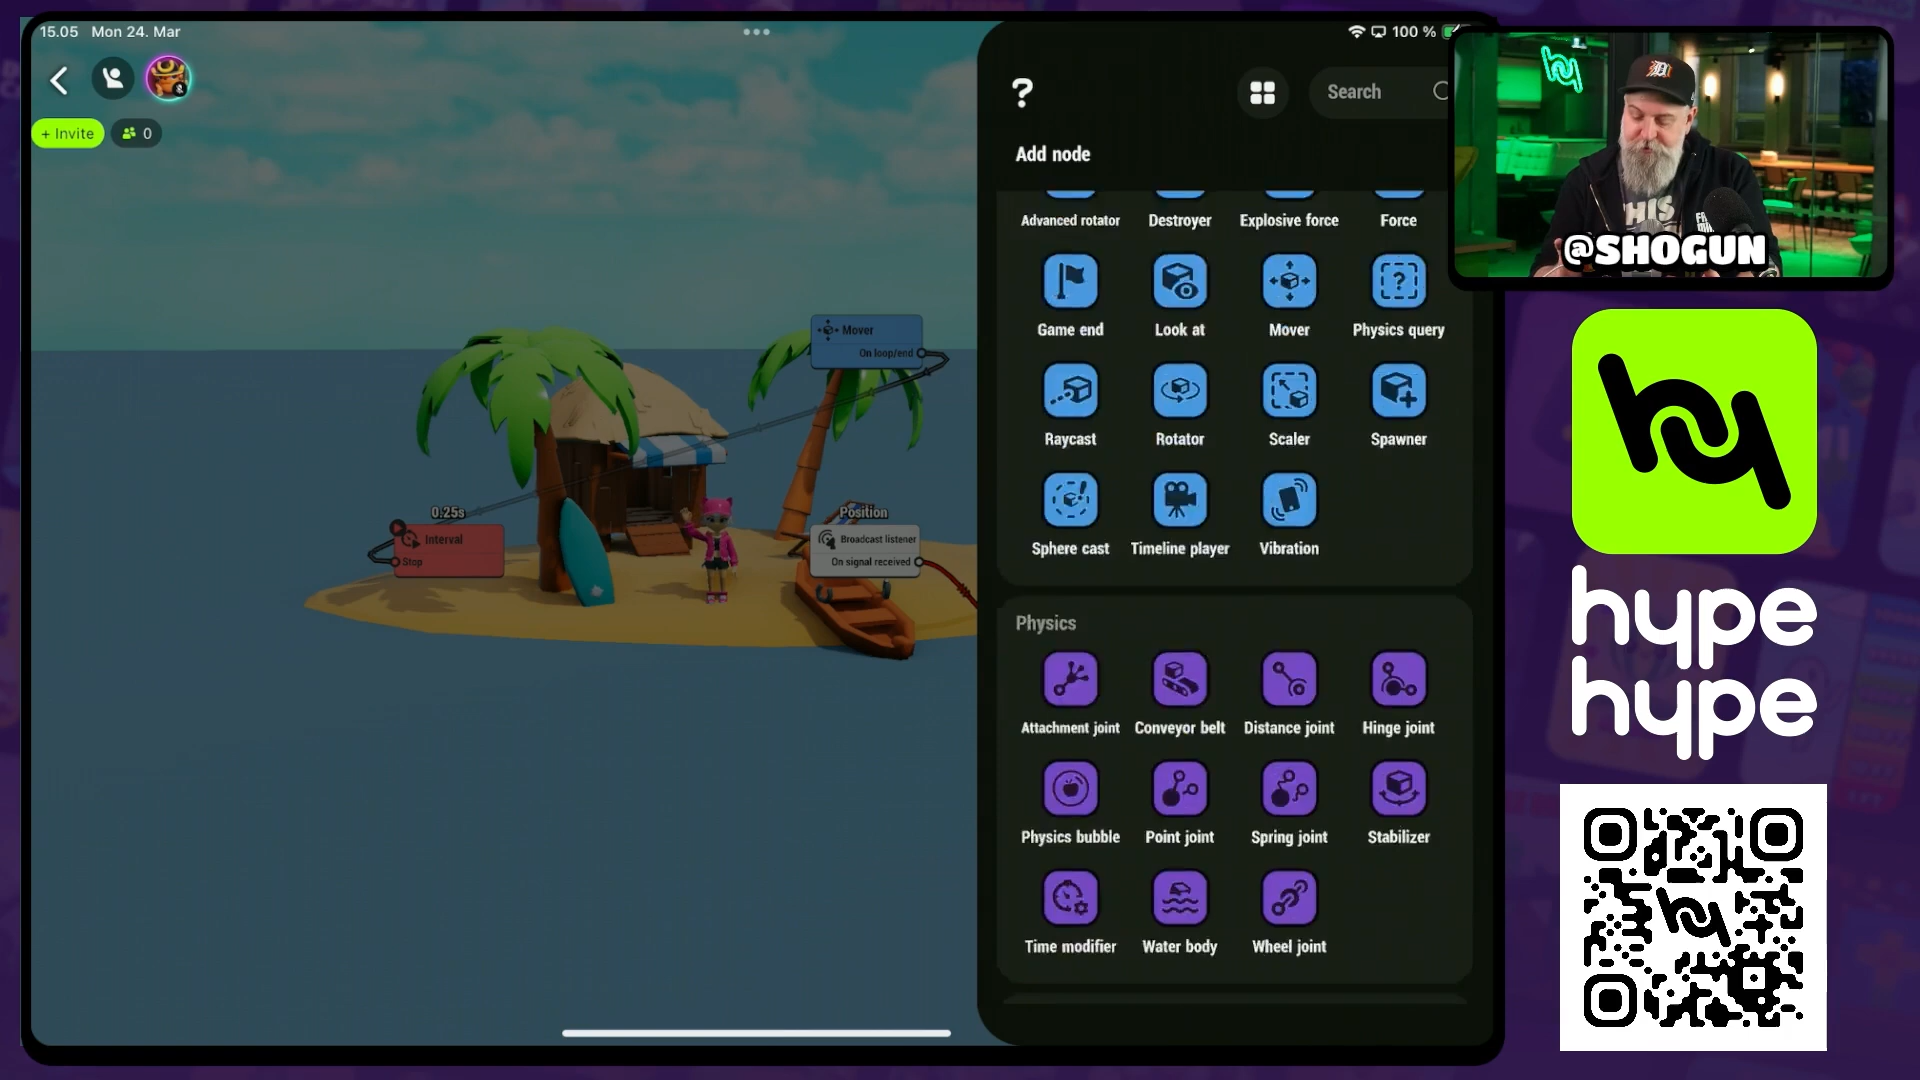 15.05 Mon 24. Mar
100 %
+ Invite
0
Search
Add node
Advanced rotator
Destroyer
Explosive force
Force
Game end
Look at
Mover
Physics query
Raycast
Rotator
Scaler
Spawner
Sphere cast
Timeline player
Vibration
Physics
Attachment joint
Conveyor belt
Distance joint
Hinge joint
Physics bubble
Point joint
Spring joint
Stabilizer
Time modifier
Water body
Wheel joint
Mover
On loop/end
0.25s
Interval
Stop
Position
Broadcast listener
On signal received
THIS
@SHOGUN
hype
hype